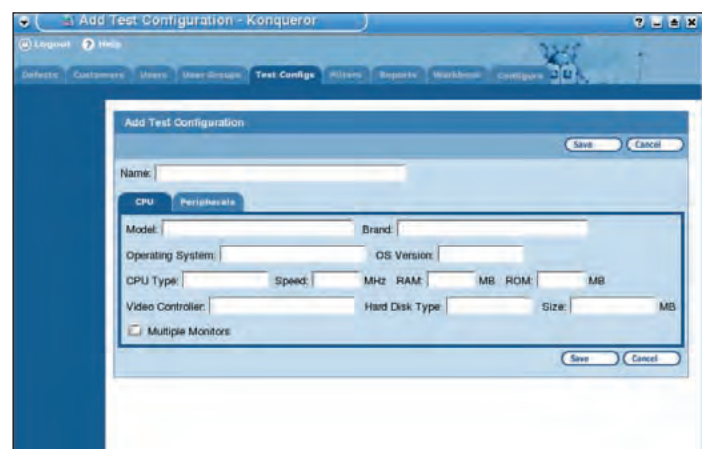 Add Test Configuration - Konqueror
Logout Help
Defects Customers Users User Groups Test Configs Filters Reports Workbook Configure
Add Test Configuration
Save Cancel
Name:
CPU Peripherals
Model: Brand:
Operating System: OS Version:
CPU Type: Speed: MHz RAM: MB ROM: MB
Video Controller: Hard Disk Type: Size: MB
Multiple Monitors
Save Cancel